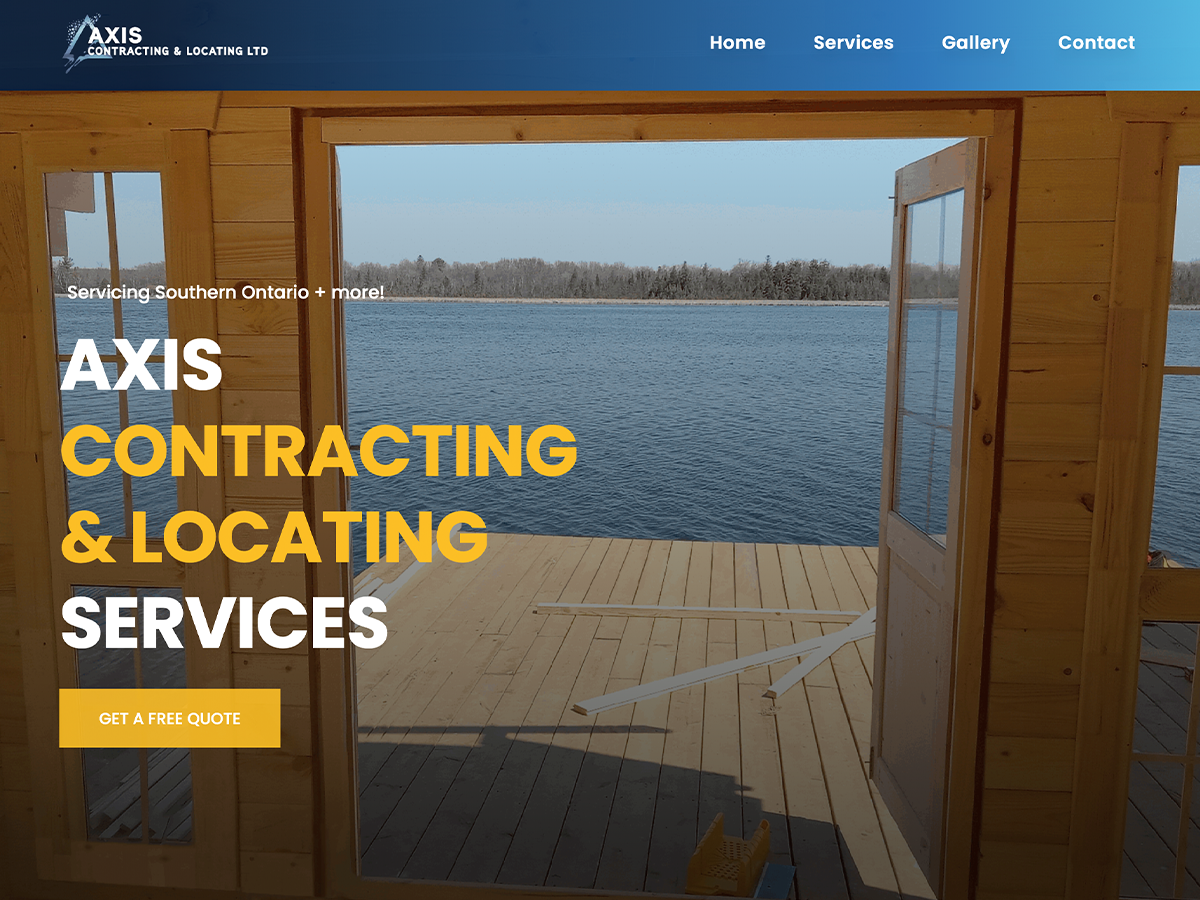 AXIS
CONTRACTING & LOCATING LTD
Home Services Gallery Contact
Servicing Southern Ontario + more!
AXIS
CONTRACTING
& LOCATING
SERVICES
GET A FREE QUOTE